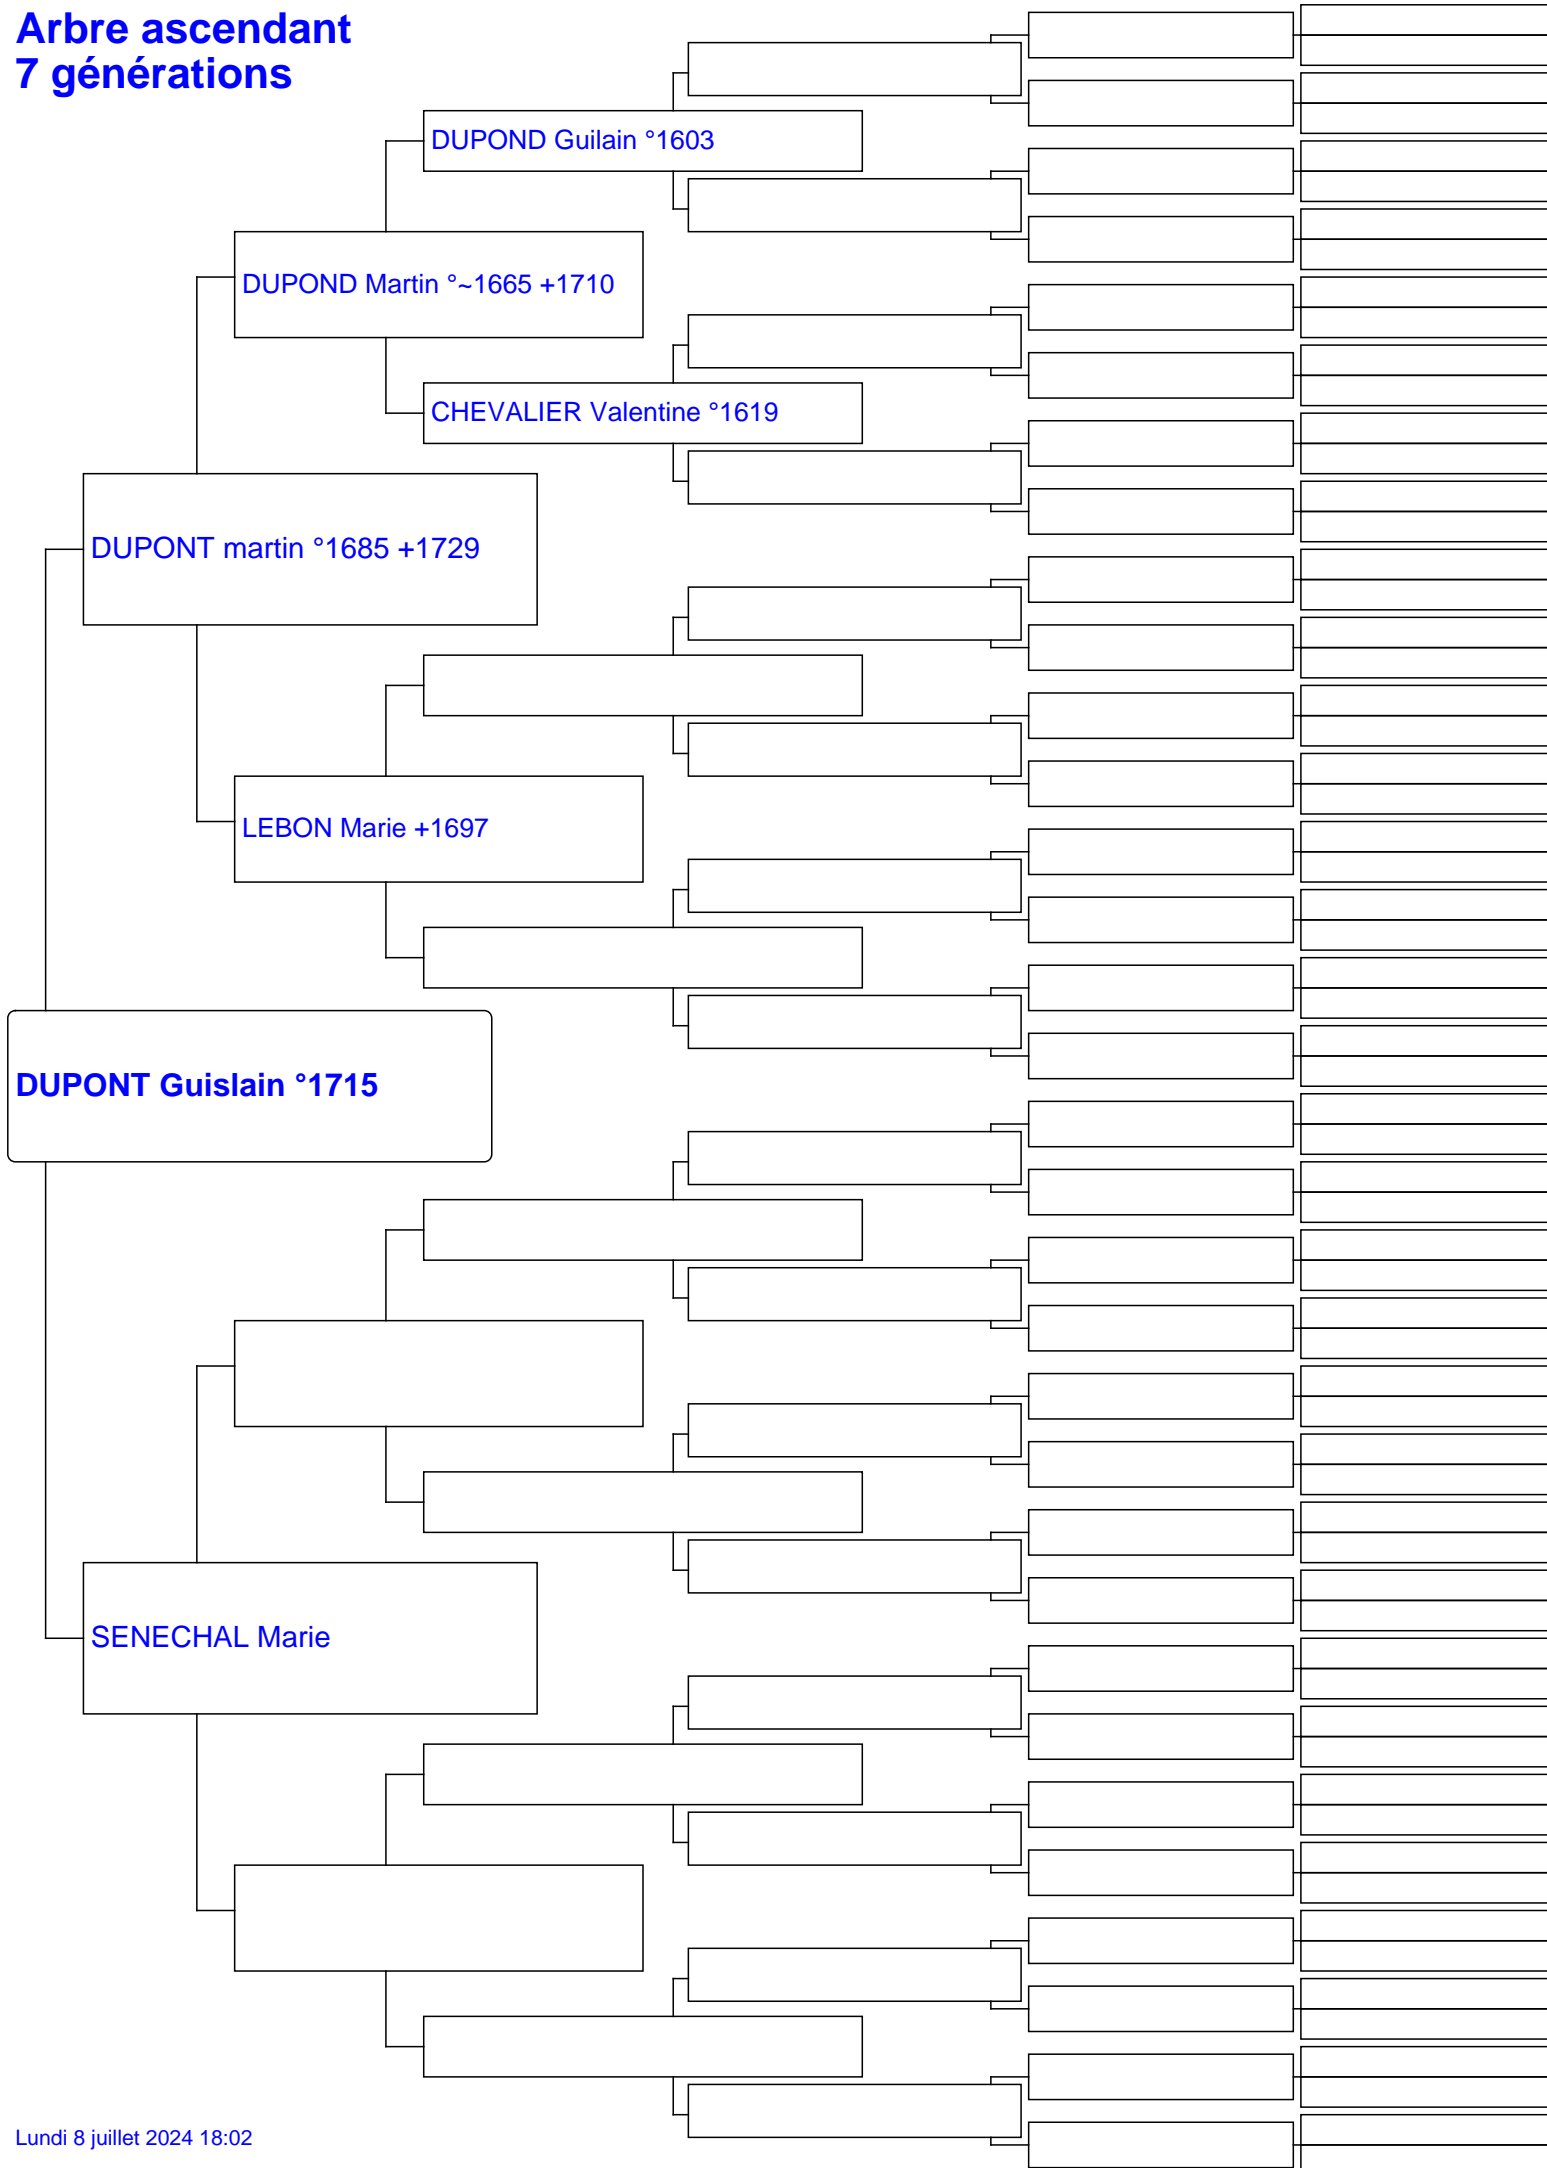 Arbre ascendant
7 générations
DUPOND Guilain °1603
DUPOND Martin °~1665 +1710
CHEVALIER Valentine °1619
DUPONT martin °1685 +1729
LEBON Marie +1697
DUPONT Guislain °1715
SENECHAL Marie
Lundi 8 juillet 2024 18:02